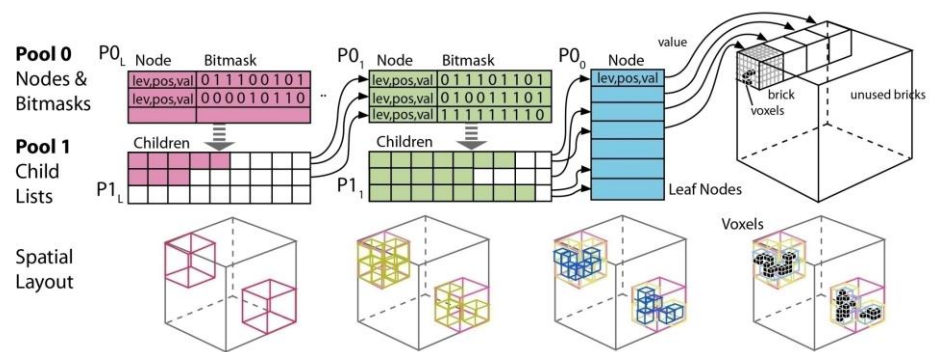 Pool 0
Nodes &
Bitmasks
P0L
Node Bitmask
lev,pos,val 0 1 1 1 0 0 1 0 1
lev,pos,val 0 0 0 0 1 0 1 1 0
..
P01
Node Bitmask
lev,pos,val 0 1 1 1 0 1 1 0 1
lev,pos,val 0 1 0 0 1 1 1 0 1
1 1 1 1 1 1 1 1 0
P00
Node
lev,pos,val
value
brick
voxels
unused bricks
Pool 1
Child
Lists
P1L
Children
P11
Children
Leaf Nodes
Spatial
Layout
Voxels